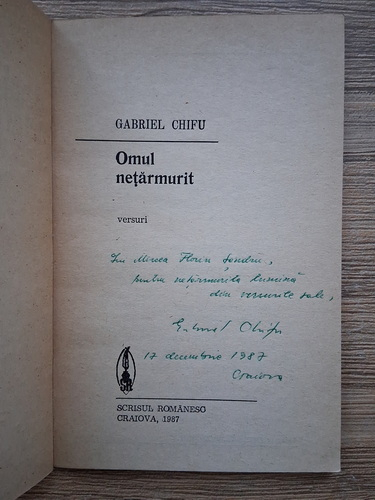 GABRIEL CHIFU
Omul
nețărmurit
versuri
Lui Mircea Florin Șandru,
pentru nețărmurita lumină
din versurile sale,
Gabriel Chifu
17 decembrie 1987
Craiova
SCRISUL ROMÂNESC
CRAIOVA, 1987